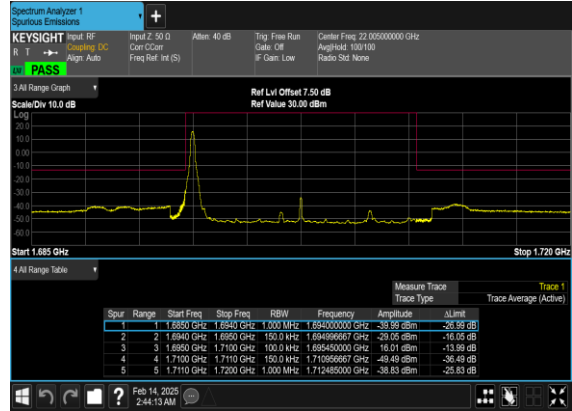 Spectrum Analyzer 1
Spurious Emissions
+
KEYSIGHT Input: RF Input Z: 50 Ω Atten: 40 dB Trig: Free Run Center Freq: 22.005000000 GHz
R T Coupling: DC Corr CCorr Gate: Off Avg|Hold: 100/100
Align: Auto Freq Ref: Int (S) IF Gain: Low Radio Std: None
PASS
3 All Range Graph
Ref Lvl Offset 7.50 dB
Scale/Div 10.0 dB Ref Value 30.00 dBm
Log
20.0
10.0
0.00
-10.0
-20.0
-30.0
-40.0
-50.0
-60.0
Start 1.685 GHz Stop 1.720 GHz
4 All Range Table
Measure Trace Trace 1
Trace Type Trace Average (Active)
Spur Range Start Freq Stop Freq RBW Frequency Amplitude ΔLimit
1 1 1.6850 GHz 1.6940 GHz 1.000 MHz 1.694000000 GHz -39.99 dBm -26.99 dB
2 2 1.6940 GHz 1.6950 GHz 150.0 kHz 1.694996667 GHz -29.05 dBm -16.05 dB
3 3 1.6950 GHz 1.7100 GHz 100.0 kHz 1.695450000 GHz 16.01 dBm -13.99 dB
4 4 1.7100 GHz 1.7110 GHz 150.0 kHz 1.710956667 GHz -49.49 dBm -36.49 dB
5 5 1.7110 GHz 1.7200 GHz 1.000 MHz 1.712485000 GHz -38.83 dBm -25.83 dB
?
Feb 14, 2025
2:44:13 AM